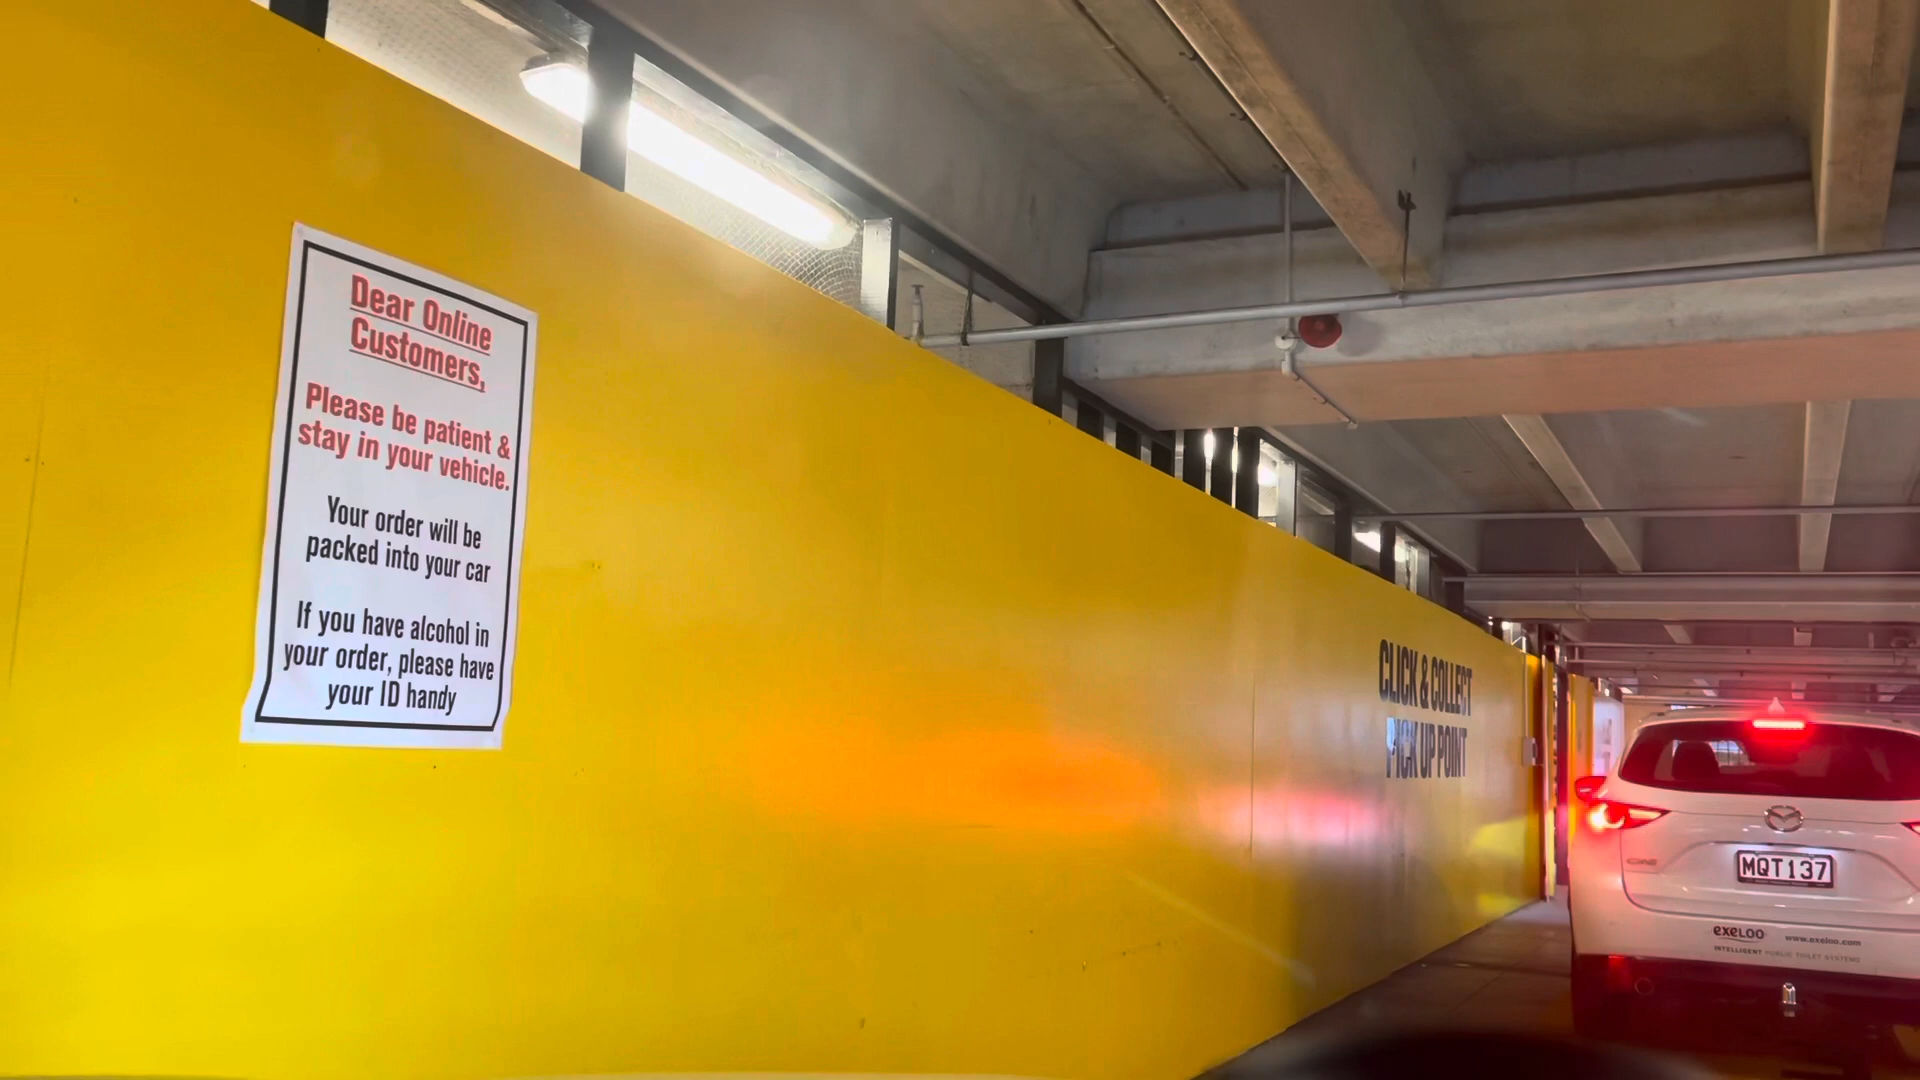 Dear Online
Customers,
Please be patient &
stay in your vehicle.
Your order will be
packed into your car
If you have alcohol in
your order, please have
your ID handy
CLICK & COLLECT
PICK UP POINT
MQT137
exeloo www.exeloo.com
INTELLIGENT PUBLIC TOILET SYSTEMS